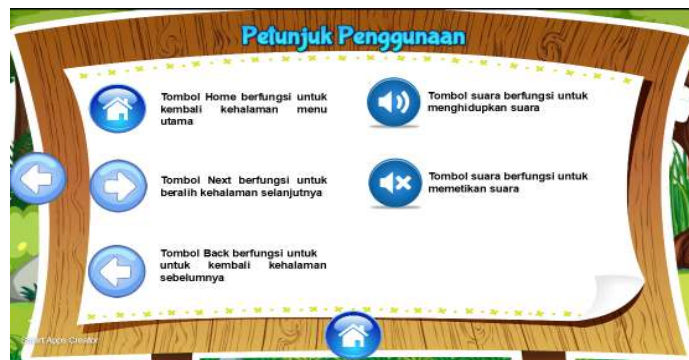 Petunjuk Penggunaan
Tombol Home berfungsi untuk
kembali kehalaman menu
utama
Tombol Next berfungsi untuk
beralih kehalaman selanjutnya
Tombol Back berfungsi untuk
untuk kembali kehalaman
sebelumnya
Tombol suara berfungsi untuk
menghidupkan suara
Tombol suara berfungsi untuk
memetikan suara
Smart Apps Creator